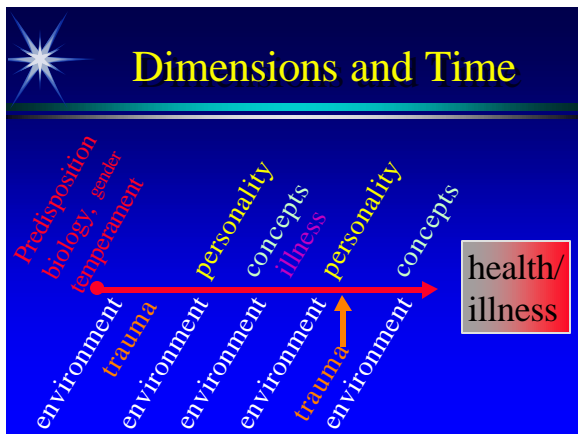 Dimensions and Time
Predisposition
biology, gender
temperament
personality
concepts
illness
personality
concepts
health/
illness
environment
trauma
environment
environment
environment
trauma
environment